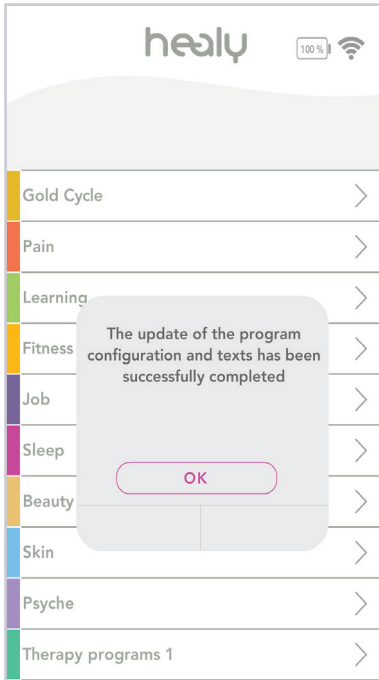 healy
100 %
Gold Cycle
Pain
Learning
Fitness
Job
Sleep
Beauty
Skin
Psyche
Therapy programs 1
The update of the program
configuration and texts has been
successfully completed
OK